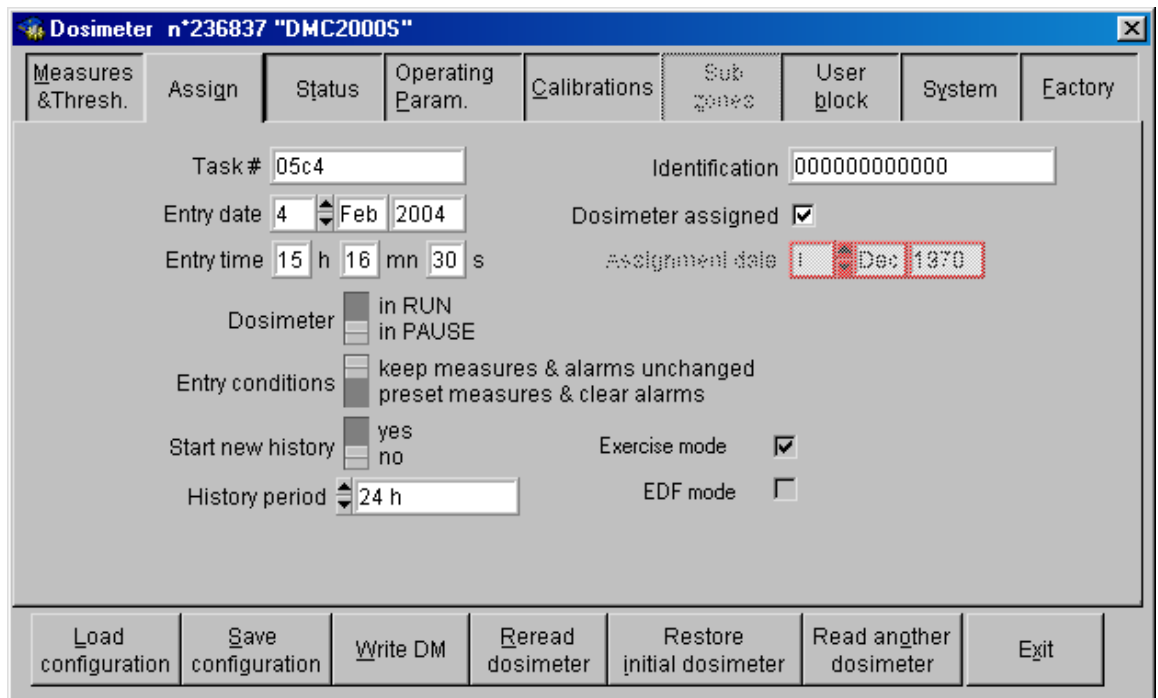 Dosimeter n°236837 "DMC2000S"
Measures &Thresh.
Assign
Status
Operating Param.
Calibrations
Sub zones
User block
System
Factory
Task # 05c4
Identification 000000000000
Entry date 4 Feb 2004
Dosimeter assigned
Entry time 15 h 16 mn 30 s
Assignment date 1 Dec 1970
Dosimeter
in RUN
in PAUSE
Entry conditions
keep measures & alarms unchanged
preset measures & clear alarms
Start new history
yes
no
Exercise mode
History period 24 h
EDF mode
Load configuration
Save configuration
Write DM
Reread dosimeter
Restore initial dosimeter
Read another dosimeter
Exit